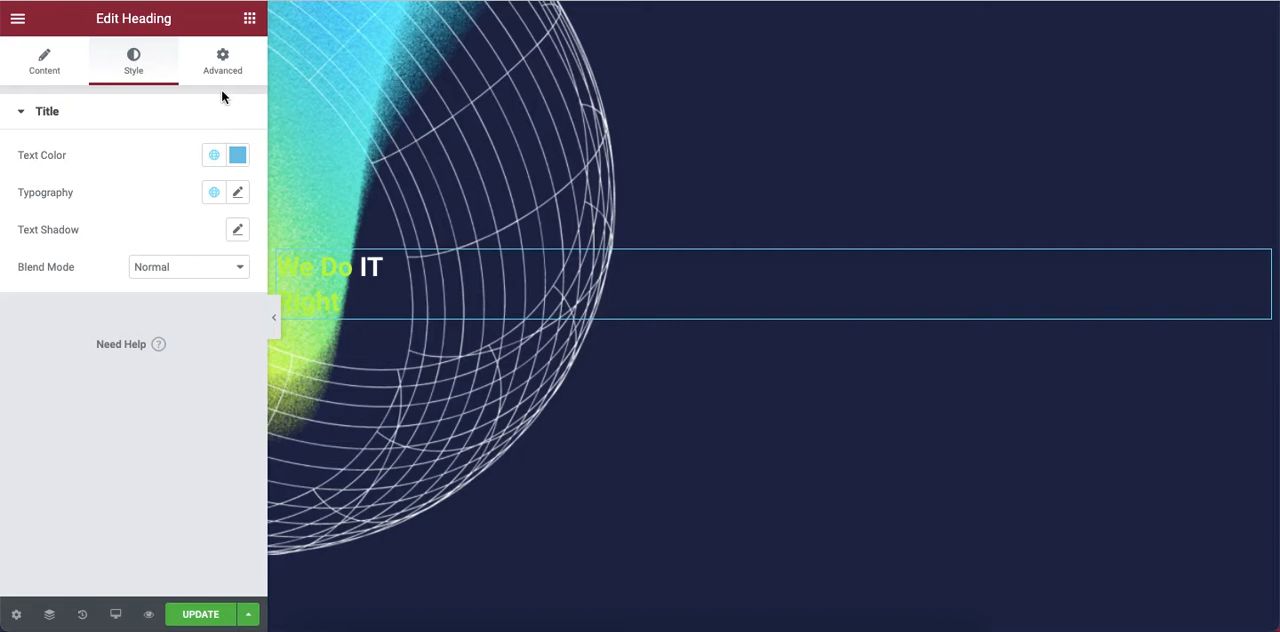 Edit Heading
Content
Style
Advanced
Title
Text Color
Typography
Text Shadow
Blend Mode
Normal
Need Help ?
UPDATE
We Do IT
Right